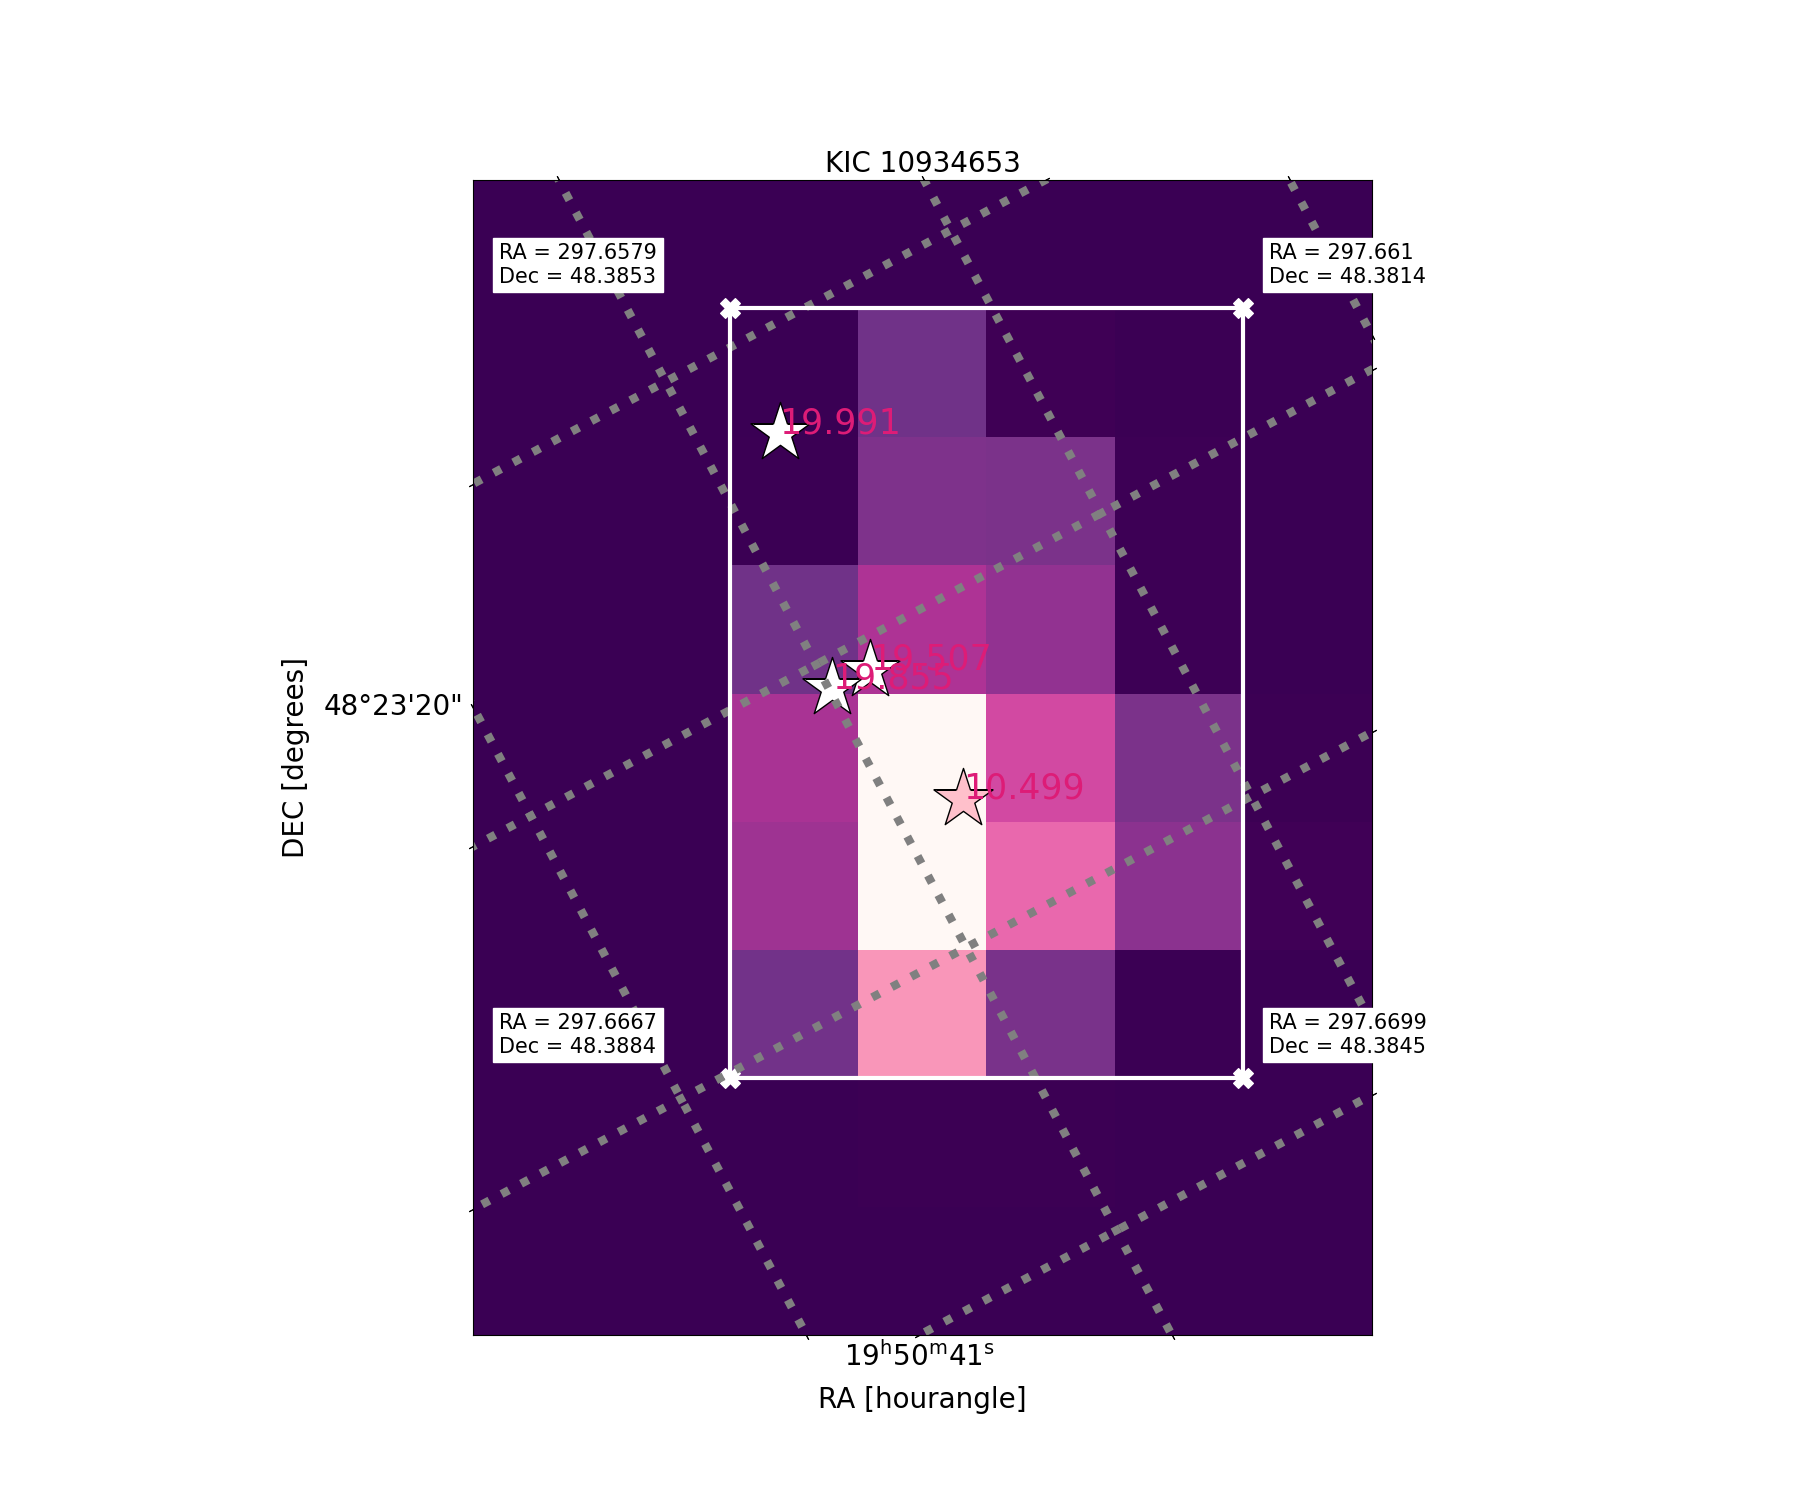 KIC 10934653
RA = 297.6579
Dec = 48.3853
RA = 297.661
Dec = 48.3814
19.991
19.507
19.855
10.499
48°23'20"
DEC [degrees]
RA = 297.6667
Dec = 48.3884
RA = 297.6699
Dec = 48.3845
19ʰ50ᵐ41ˢ
RA [hourangle]